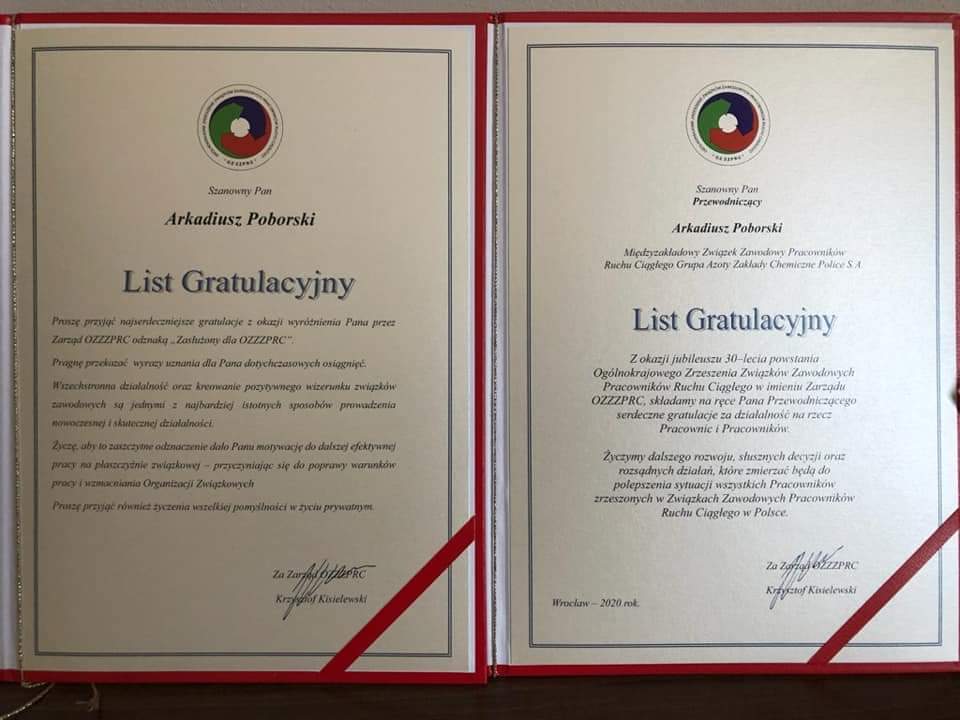 Szanowny Pan
Arkadiusz Poborski
List Gratulacyjny
Proszę przyjąć najserdeczniejsze gratulacje z okazji wyróżnienia Pana przez
Zarząd OZZZPRC odznaką „Zasłużony dla OZZZPRC”.
Pragnę przekazać wyrazy uznania dla Pana dotychczasowych osiągnięć.
Wszechstronna działalność oraz kreowanie pozytywnego wizerunku związków
zawodowych są jednymi z najbardziej istotnych sposobów prowadzenia
nowoczesnej i skutecznej działalności.
Życzę, aby to zaszczytne odznaczenie dało Panu motywację do dalszej efektywnej
pracy na płaszczyźnie związkowej – przyczyniając się do poprawy warunków
pracy i wzmacniania Organizacji Związkowych
Proszę przyjąć również życzenia wszelkiej pomyślności w życiu prywatnym.
Za Zarząd OZZZPRC
Krzysztof Kisielewski
Szanowny Pan
Przewodniczący
Arkadiusz Poborski
Międzyzakładowy Związek Zawodowy Pracowników
Ruchu Ciągłego Grupa Azoty Zakłady Chemiczne Police S.A.
List Gratulacyjny
Z okazji jubileuszu 30–lecia powstania
Ogólnokrajowego Zrzeszenia Związków Zawodowych
Pracowników Ruchu Ciągłego w imieniu Zarządu
OZZZPRC, składamy na ręce Pana Przewodniczącego
serdeczne gratulacje za działalność na rzecz
Pracownic i Pracowników.
Życzymy dalszego rozwoju, słusznych decyzji oraz
rozsądnych działań, które zmierzać będą do
polepszenia sytuacji wszystkich Pracowników
zrzeszonych w Związkach Zawodowych Pracowników
Ruchu Ciągłego w Polsce.
Za Zarząd OZZZPRC
Krzysztof Kisielewski
Wrocław – 2020 rok.